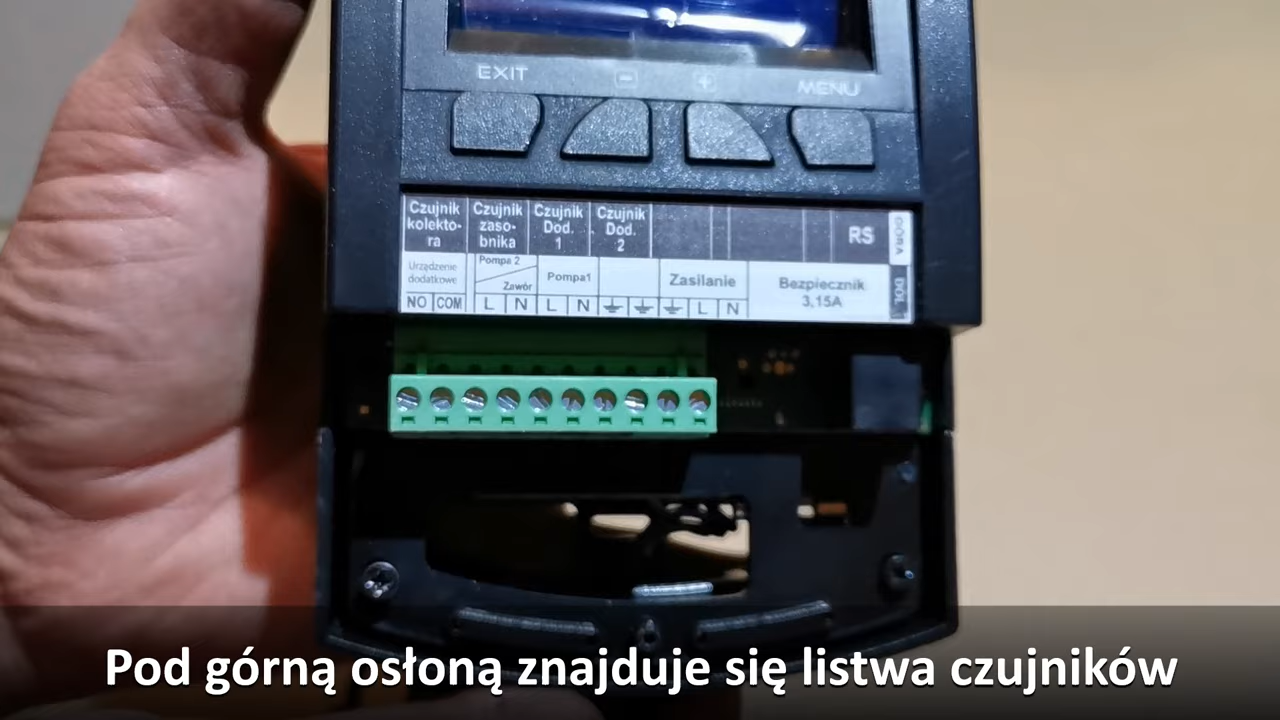 EXIT - + MENU
Czujnik kolekto- ra
Czujnik zaso- bnika
Czujnik Dod. 1
Czujnik Dod. 2
RS
GÓRA
Urządzenie dodatkowe
Pompa 2
Zawór
Pompa1
Zasilanie
Bezpiecznik 3,15A
DÓŁ
NO COM L N L N L N
Pod górną osłoną znajduje się listwa czujników